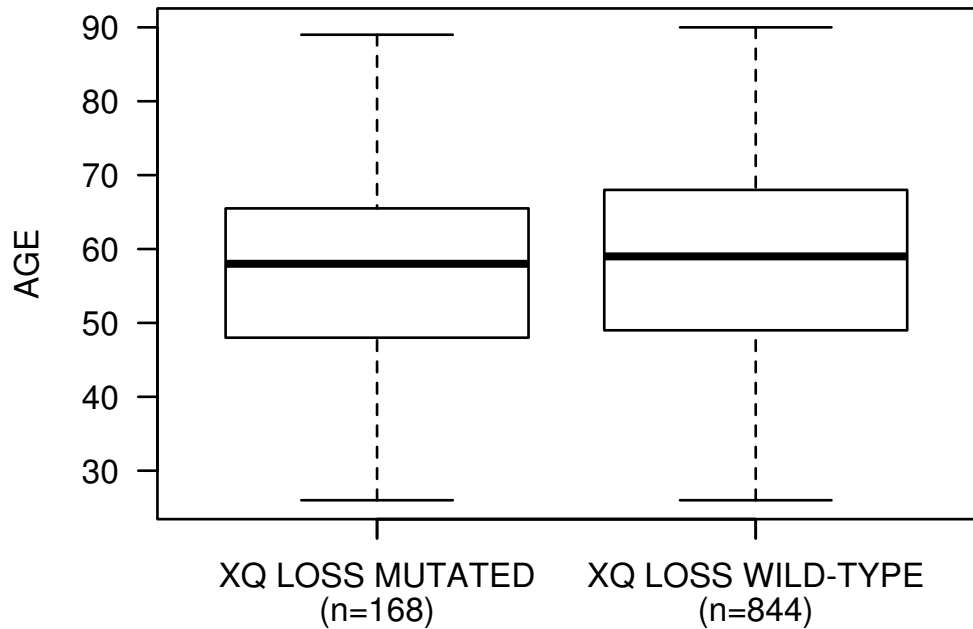 AGE
90
80
70
60
50
40
30
XQ LOSS MUTATED
(n=168)
XQ LOSS WILD-TYPE
(n=844)